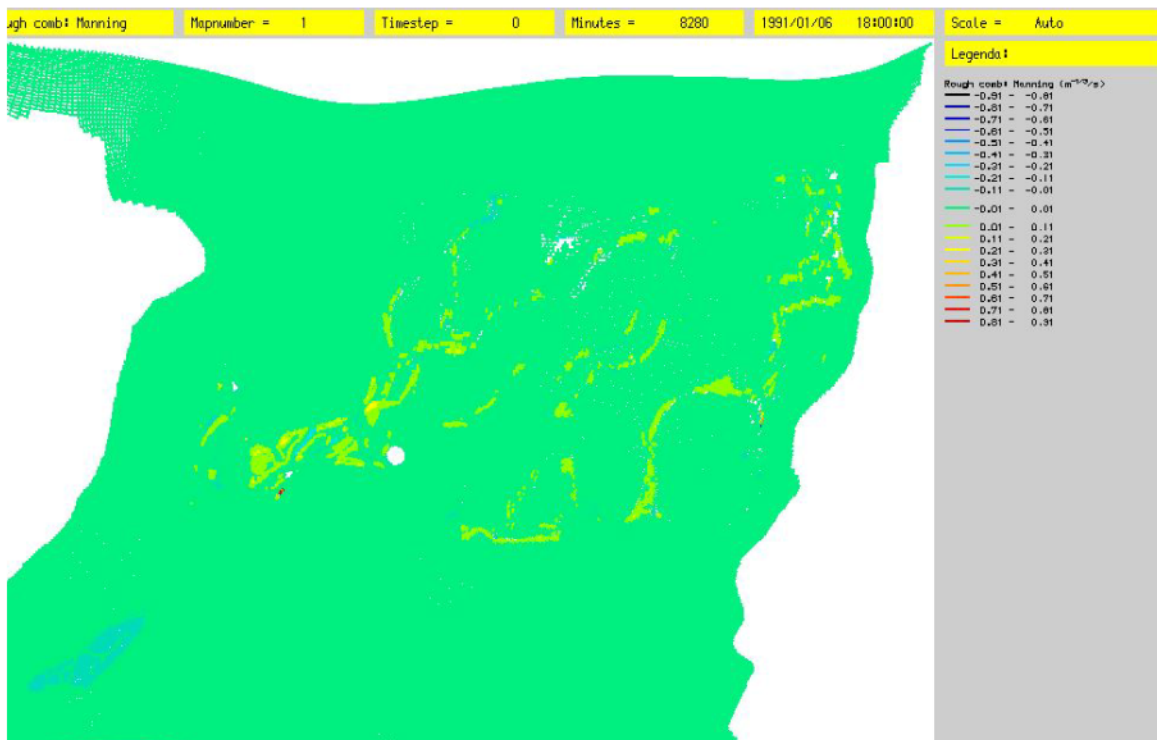 ugh comb: Manning Mapnumber = 1 Timestep = 0 Minutes = 8280 1991/01/06 18:00:00 Scale = Auto
Legenda:
Rough comb: Manning
-0.91 - -0.81
-0.81 - -0.71
-0.71 - -0.61
-0.61 - -0.51
-0.51 - -0.41
-0.41 - -0.31
-0.31 - -0.21
-0.21 - -0.11
-0.11 - -0.01
-0.01 - 0.01
0.01 - 0.11
0.11 - 0.21
0.21 - 0.31
0.31 - 0.41
0.41 - 0.51
0.51 - 0.61
0.61 - 0.71
0.71 - 0.81
0.81 - 0.91